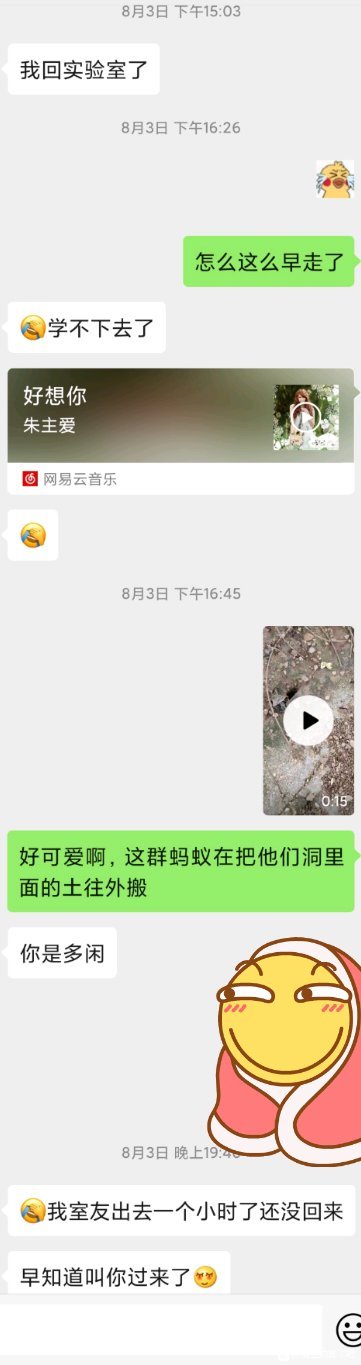 8月3日 下午15:03
我回实验室了
8月3日 下午16:26
怎么这么早走了
学不下去了
好想你
朱主爱
网易云音乐
8月3日 下午16:45
0:15
好可爱啊，这群蚂蚁在把他们洞里
面的土往外搬
你是多闲
8月3日 晚上19:46
我室友出去一个小时了还没回来
早知道叫你过来了